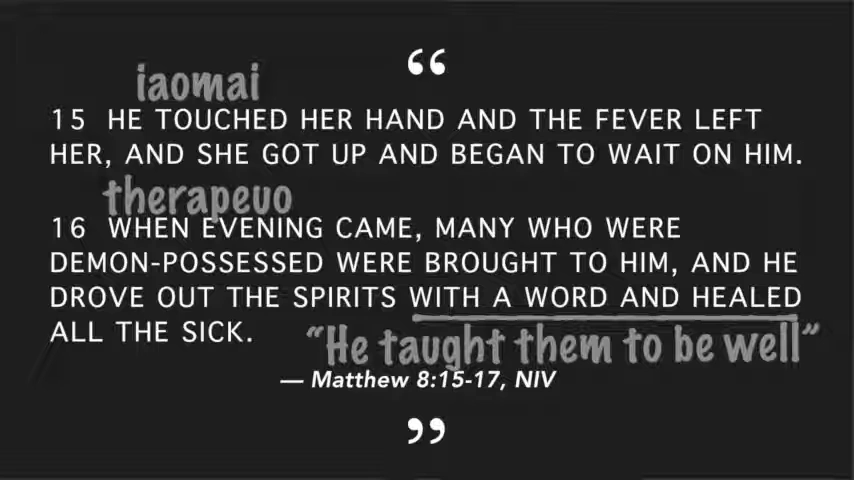 “
iaomai
15 HE TOUCHED HER HAND AND THE FEVER LEFT
HER, AND SHE GOT UP AND BEGAN TO WAIT ON HIM.
therapeuo
16 WHEN EVENING CAME, MANY WHO WERE
DEMON-POSSESSED WERE BROUGHT TO HIM, AND HE
DROVE OUT THE SPIRITS WITH A WORD AND HEALED
ALL THE SICK.
“He taught them to be well”
— Matthew 8:15-17, NIV
”